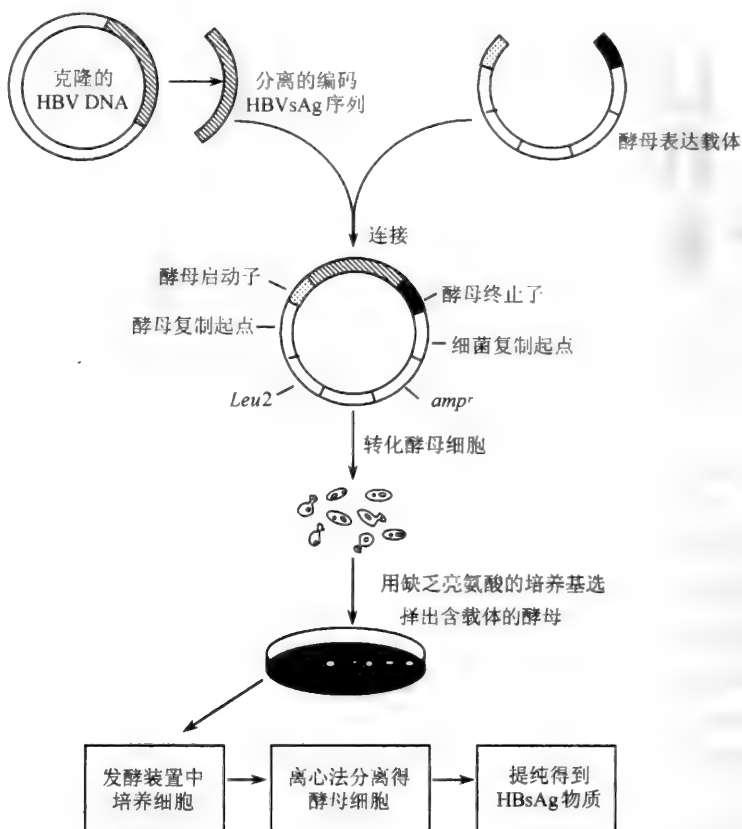 克隆的
HBV DNA
分离的编码
HBVsAg序列
酵母表达载体
连接
酵母启动子
酵母终止子
酵母复制起点
细菌复制起点
Leu2
ampr
转化酵母细胞
用缺乏亮氨酸的培养基选
择出含载体的酵母
发酵装置中
培养细胞
离心法分离得
酵母细胞
提纯得到
HBsAg物质